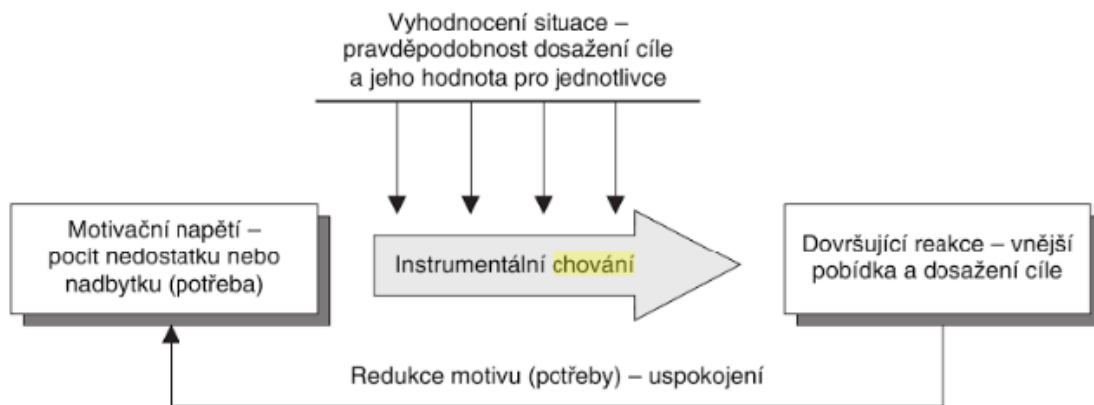 Vyhodnocení situace –
pravděpodobnost dosažení cíle
a jeho hodnota pro jednotlivce
Motivační napětí –
pocit nedostatku nebo
nadbytku (potřeba)
Instrumentální chování
Dovršující reakce – vnější
pobídka a dosažení cíle
Redukce motivu (potřeby) – uspokojení